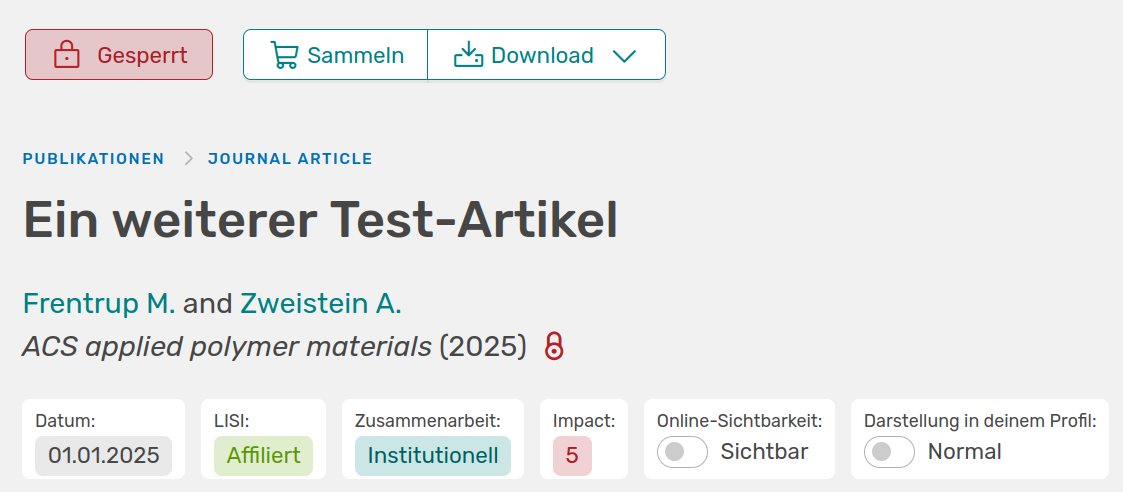 Gesperrt Sammeln Download
PUBLIKATIONEN JOURNAL ARTICLE
Ein weiterer Test-Artikel
Frentrup M. and Zweistein A.
ACS applied polymer materials (2025)
Datum: LISI: Zusammenarbeit: Impact: Online-Sichtbarkeit: Darstellung in deinem Profil:
01.01.2025 Affiliert Institutionell 5 Sichtbar Normal